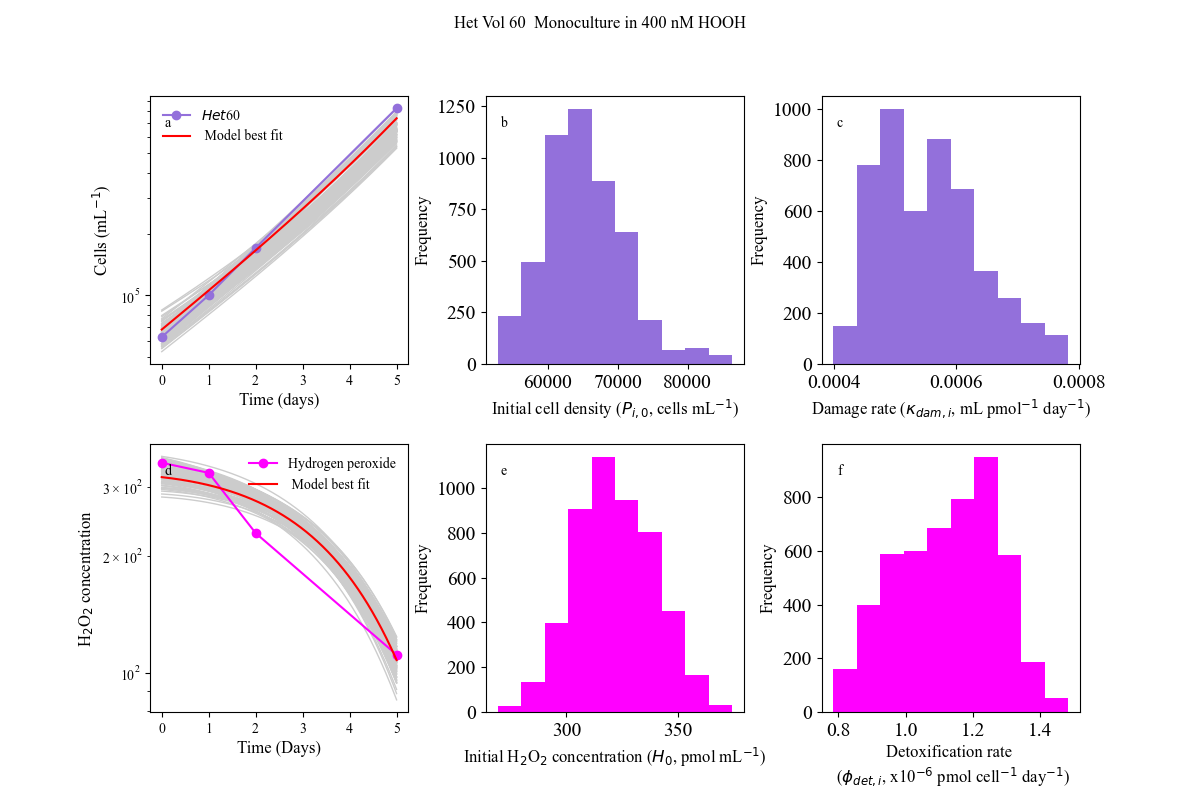 Het Vol 60  Monoculture in 400 nM HOOH
a
Het60
Model best fit
Cells (mL⁻¹)
10⁵
0 1 2 3 4 5
Time (days)
b
Frequency
1250
1000
750
500
250
0
60000 70000 80000
Initial cell density (P_{i,0}, cells mL⁻¹)
c
Frequency
1000
800
600
400
200
0
0.0004 0.0006 0.0008
Damage rate (κ_{dam,i}, mL pmol⁻¹ day⁻¹)
d
Hydrogen peroxide
Model best fit
H₂O₂ concentration
3 × 10²
2 × 10²
10²
0 1 2 3 4 5
Time (Days)
e
Frequency
1000
800
600
400
200
0
300 350
Initial H₂O₂ concentration (H₀, pmol mL⁻¹)
f
Frequency
800
600
400
200
0
0.8 1.0 1.2 1.4
Detoxification rate
(ϕ_{det,i}, x10⁻⁶ pmol cell⁻¹ day⁻¹)